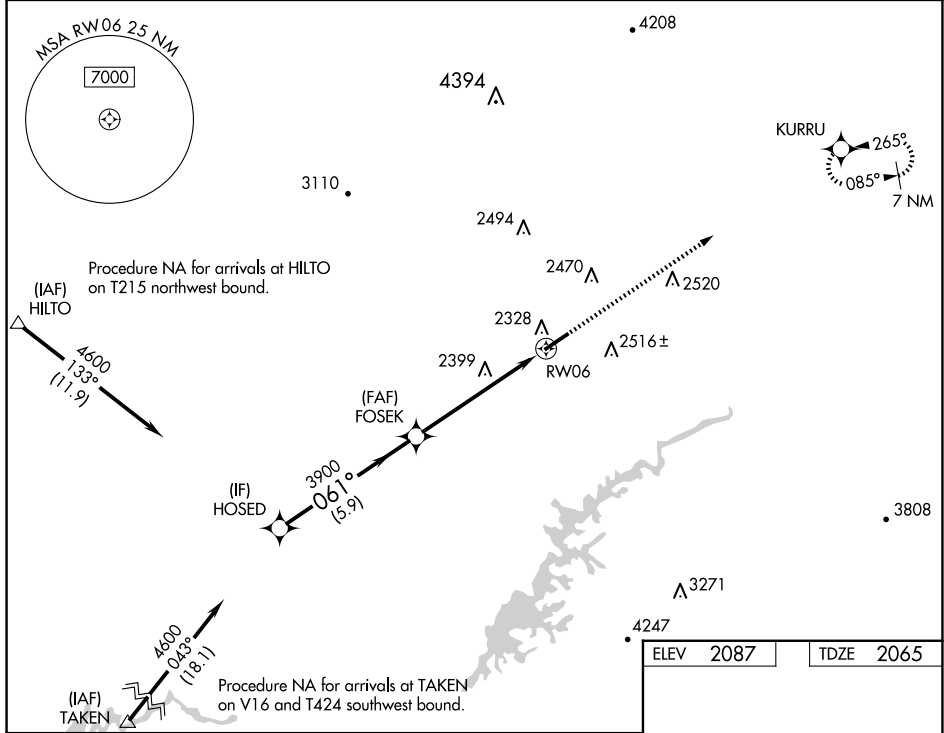 MSA RW06 25 NM
7000
4208
4394
KURRU
265°
085°
7 NM
3110
2494
Procedure NA for arrivals at HILTO
on T215 northwest bound.
2470
2520
(IAF)
HILTO
2328
2516±
4600
133°
(11.9)
2399
RW06
(FAF)
FOSEK
3900
061°
(5.9)
(IF)
HOSED
3808
3271
4600
043°
(18.1)
4247
ELEV 2087
TDZE 2065
Procedure NA for arrivals at TAKEN
on V16 and T424 southwest bound.
(IAF)
TAKEN